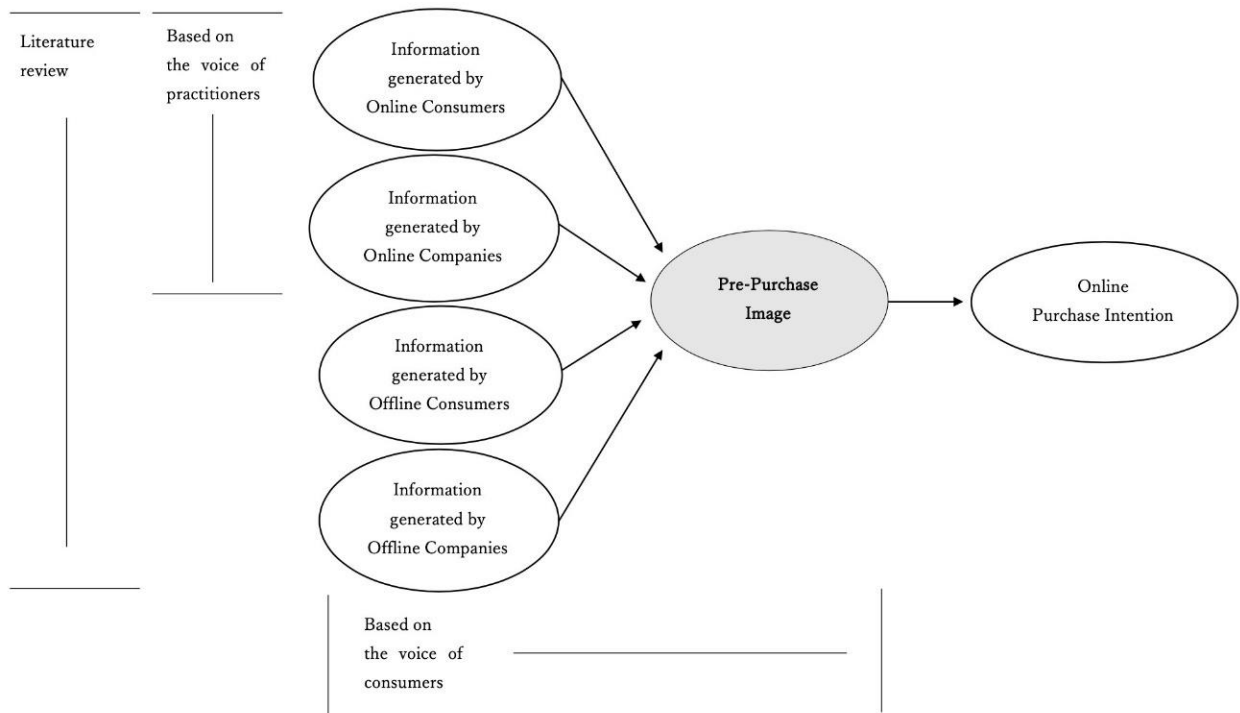 Literature
review
Based on
the voice of
practitioners
Information
generated by
Online Consumers
Information
generated by
Online Companies
Information
generated by
Offline Consumers
Information
generated by
Offline Companies
Pre-Purchase
Image
Online
Purchase Intention
Based on
the voice of
consumers